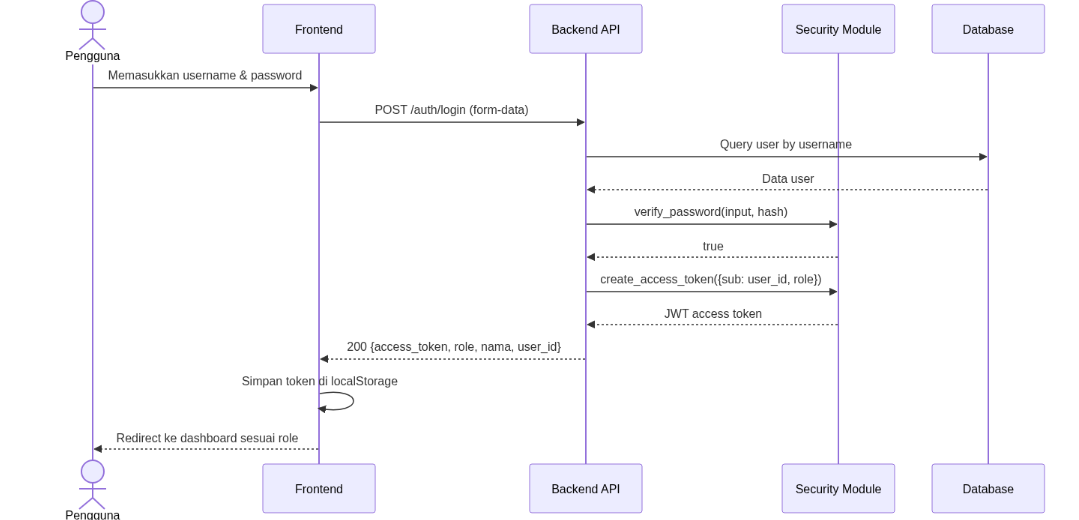 Pengguna
Frontend
Backend API
Security Module
Database
Memasukkan username & password
POST /auth/login (form-data)
Query user by username
Data user
verify_password(input, hash)
true
create_access_token({sub: user_id, role})
JWT access token
200 {access_token, role, nama, user_id}
Simpan token di localStorage
Redirect ke dashboard sesuai role
Pengguna
Frontend
Backend API
Security Module
Database